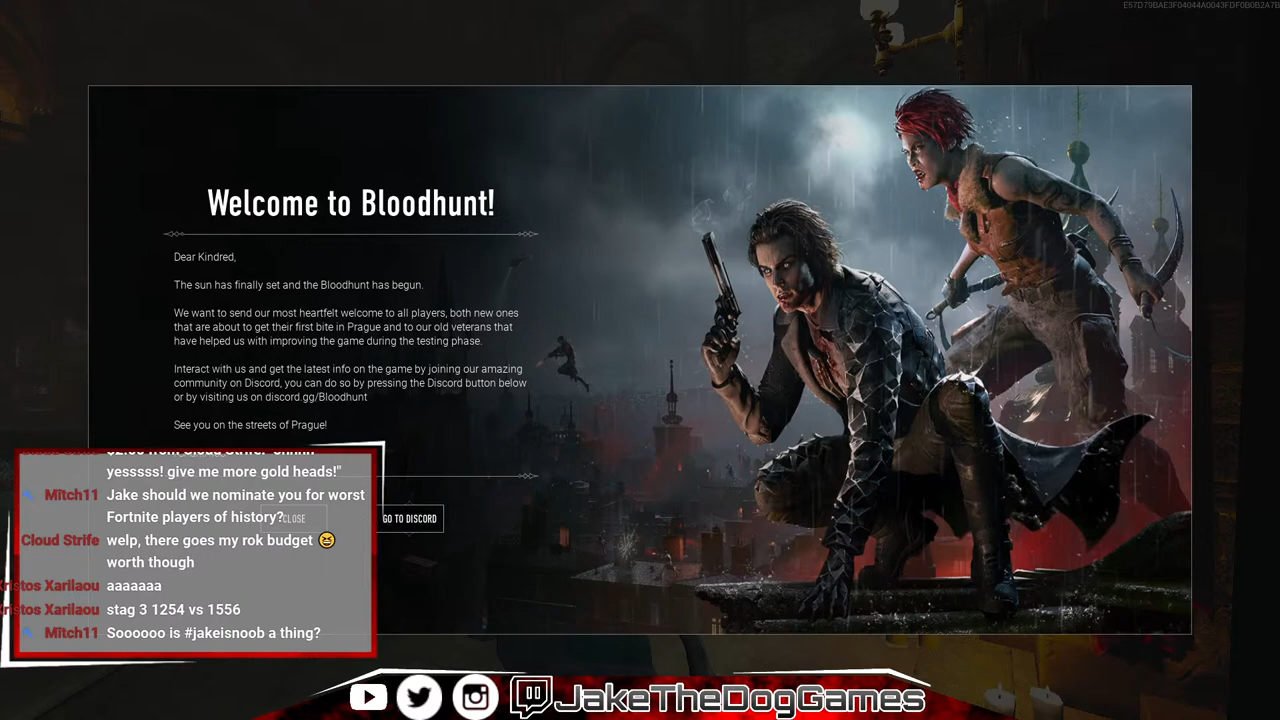 E57D79BAE3F04044A0043FDF0B0B2A7B
Welcome to Bloodhunt!
Dear Kindred,
The sun has finally set and the Bloodhunt has begun.
We want to send our most heartfelt welcome to all players, both new ones
that are about to get their first bite in Prague and to our old veterans that
have helped us with improving the game during the testing phase.
Interact with us and get the latest info on the game by joining our amazing
community on Discord, you can do so by pressing the Discord button below
or by visiting us on discord.gg/Bloodhunt
See you on the streets of Prague!
CLOSE
GO TO DISCORD
yesssss! give me more gold heads!"
Mitch11 Jake should we nominate you for worst
Fortnite players of history?
Cloud Strife welp, there goes my rok budget 😆
worth though
ristos Xarilaou aaaaaaa
ristos Xarilaou stag 3 1254 vs 1556
Mitch11 Soooooo is #jakeisnoob a thing?
JakeTheDogGames